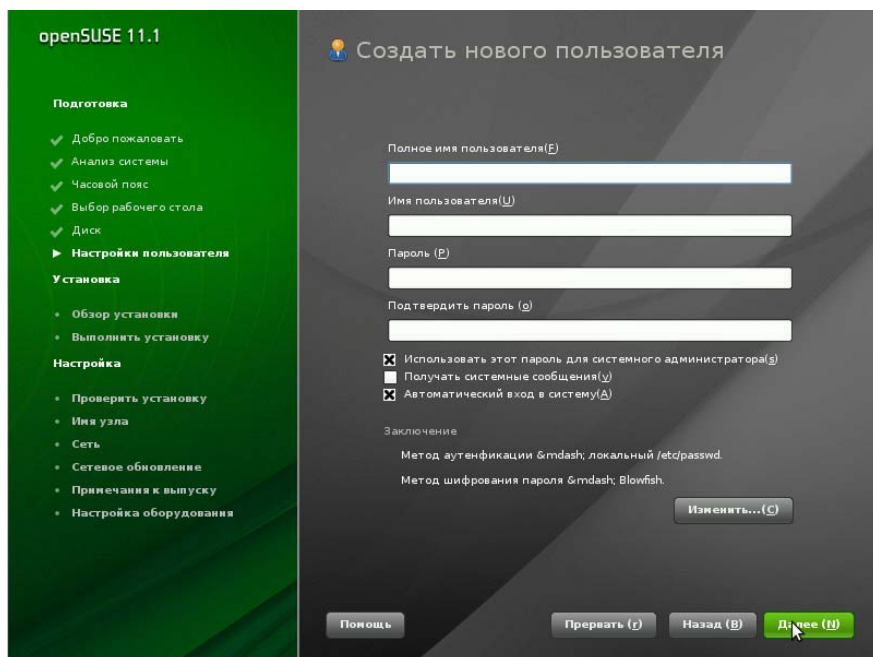 openSUSE 11.1
Подготовка
Добро пожаловать
Анализ системы
Часовой пояс
Выбор рабочего стола
Диск
Настройки пользователя
Установка
Обзор установки
Выполнить установку
Настройка
Проверить установку
Имя узла
Сеть
Сетевое обновление
Примечания к выпуску
Настройка оборудования
Создать нового пользователя
Полное имя пользователя(F)
Имя пользователя(U)
Пароль (P)
Подтвердить пароль (o)
Использовать этот пароль для системного администратора(s)
Получать системные сообщения(y)
Автоматический вход в систему(A)
Заключение
Метод аутенфикации &mdash; локальный /etc/passwd.
Метод шифрования пароля &mdash; Blowfish.
Изменить...(C)
Помощь
Прервать (r)
Назад (B)
Далее (N)